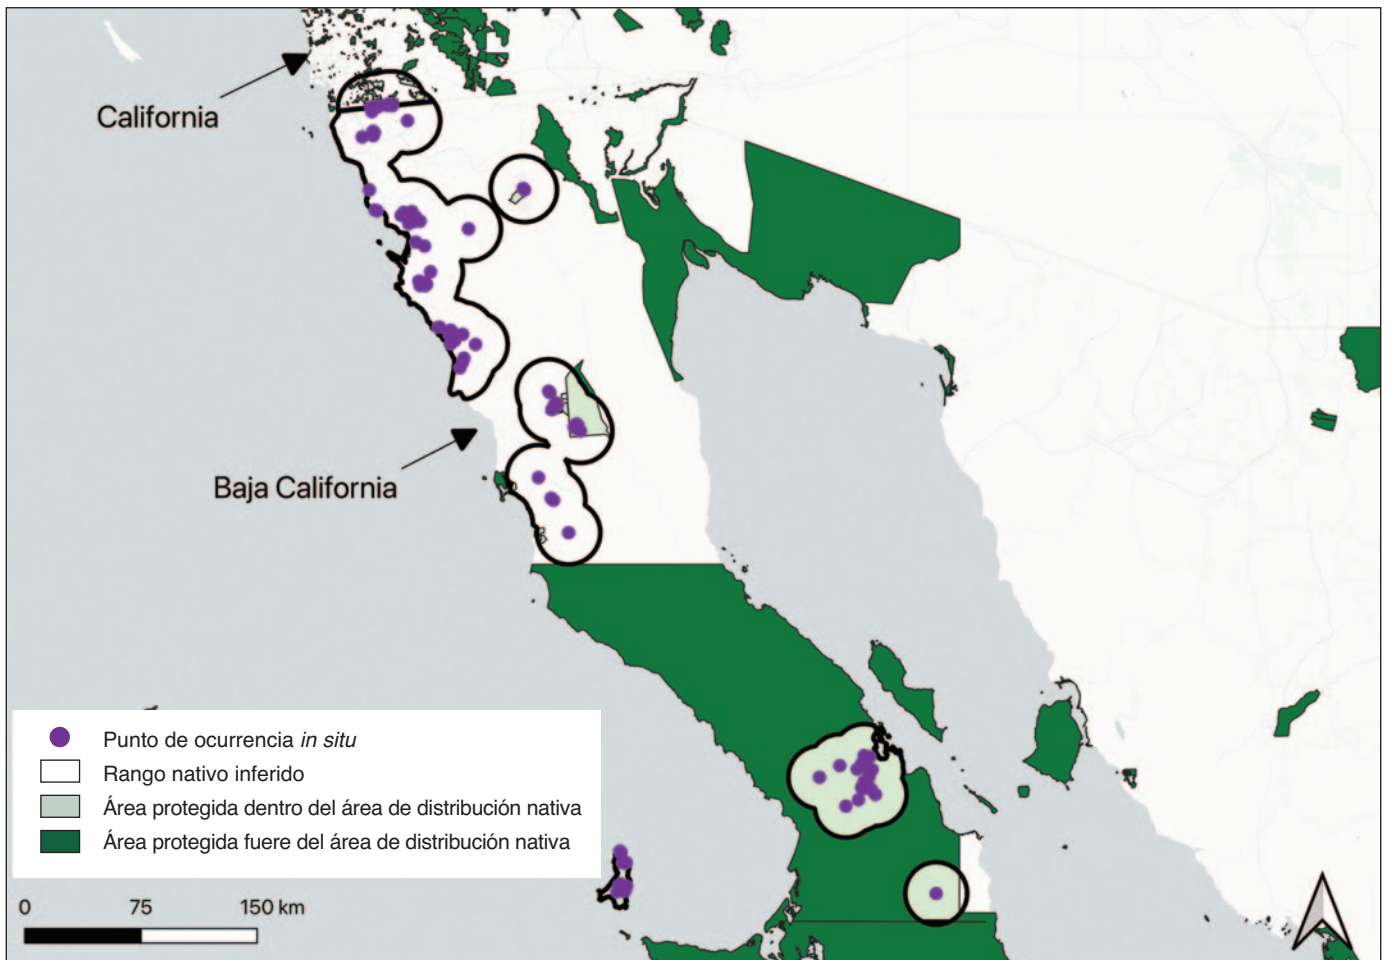 California
Baja California
Punto de ocurrencia in situ
Rango nativo inferido
Área protegida dentro del área de distribución nativa
Área protegida fuere del área de distribución nativa
0 75 150 km